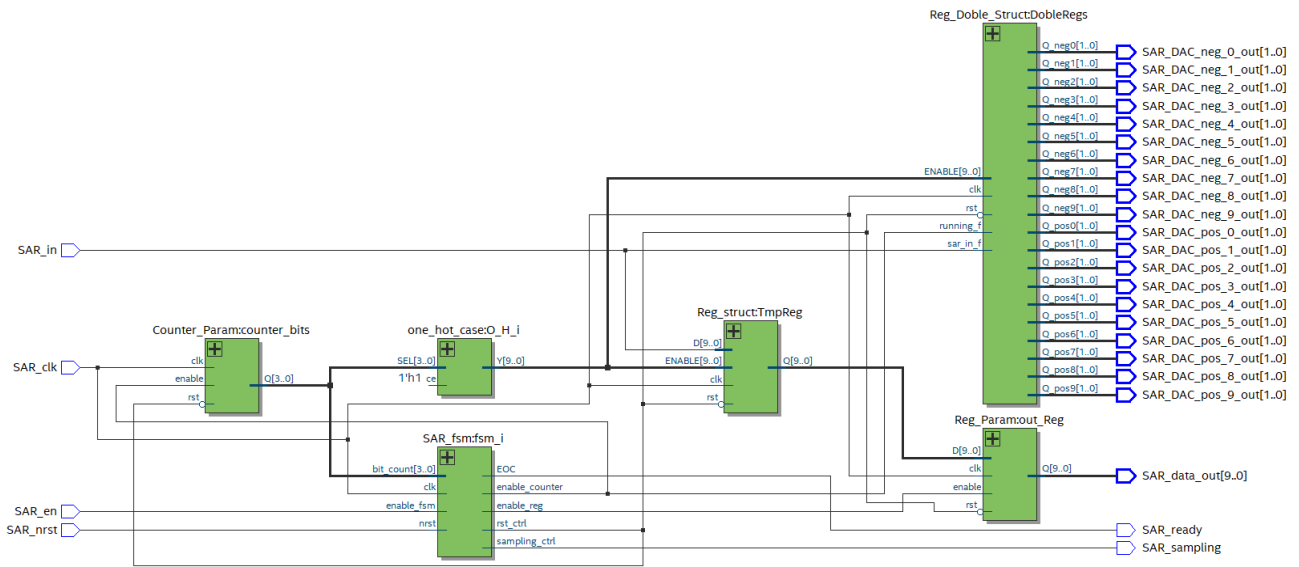 Reg_Doble_Struct:DobleRegs
Q_neg0[1..0]
SAR_DAC_neg_0_out[1..0]
Q_neg1[1..0]
SAR_DAC_neg_1_out[1..0]
Q_neg2[1..0]
SAR_DAC_neg_2_out[1..0]
Q_neg3[1..0]
SAR_DAC_neg_3_out[1..0]
Q_neg4[1..0]
SAR_DAC_neg_4_out[1..0]
Q_neg5[1..0]
SAR_DAC_neg_5_out[1..0]
Q_neg6[1..0]
SAR_DAC_neg_6_out[1..0]
ENABLE[9..0]
Q_neg7[1..0]
SAR_DAC_neg_7_out[1..0]
clk
Q_neg8[1..0]
SAR_DAC_neg_8_out[1..0]
rst
Q_neg9[1..0]
SAR_DAC_neg_9_out[1..0]
running_f
Q_pos0[1..0]
SAR_DAC_pos_0_out[1..0]
SAR_in
sar_in_f
Q_pos1[1..0]
SAR_DAC_pos_1_out[1..0]
Q_pos2[1..0]
SAR_DAC_pos_2_out[1..0]
Q_pos3[1..0]
SAR_DAC_pos_3_out[1..0]
Q_pos4[1..0]
SAR_DAC_pos_4_out[1..0]
Q_pos5[1..0]
SAR_DAC_pos_5_out[1..0]
Q_pos6[1..0]
SAR_DAC_pos_6_out[1..0]
Q_pos7[1..0]
SAR_DAC_pos_7_out[1..0]
Q_pos8[1..0]
SAR_DAC_pos_8_out[1..0]
Q_pos9[1..0]
SAR_DAC_pos_9_out[1..0]
Counter_Param:counter_bits
SAR_clk
clk
enable
rst
Q[3..0]
one_hot_case:O_H_i
SEL[3..0]
1'h1 ce
Y[9..0]
Reg_struct:TmpReg
D[9..0]
ENABLE[9..0]
clk
rst
Q[9..0]
Reg_Param:out_Reg
D[9..0]
clk
enable
rst
Q[9..0]
SAR_data_out[9..0]
SAR_fsm:fsm_i
bit_count[3..0]
clk
SAR_en
enable_fsm
SAR_nrst
nrst
EOC
enable_counter
enable_reg
rst_ctrl
sampling_ctrl
SAR_ready
SAR_sampling